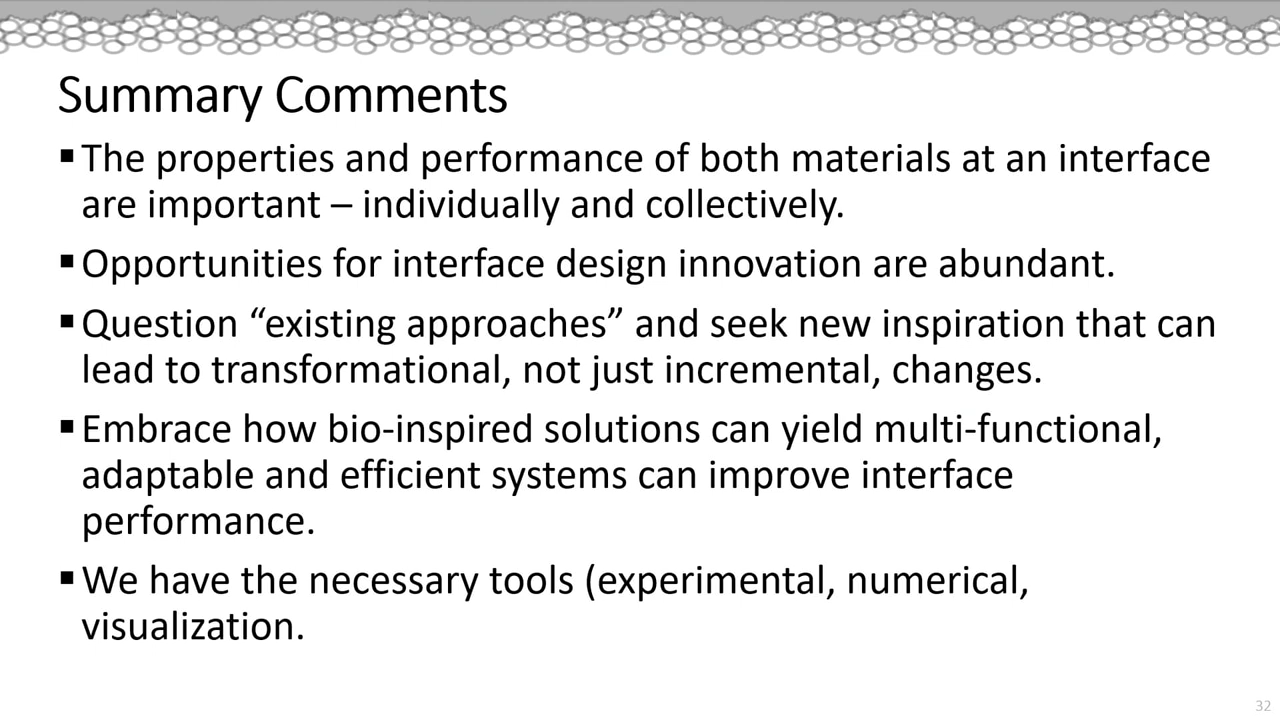 Summary Comments
▪The properties and performance of both materials at an interface
are important – individually and collectively.
▪Opportunities for interface design innovation are abundant.
▪Question “existing approaches” and seek new inspiration that can
lead to transformational, not just incremental, changes.
▪Embrace how bio-inspired solutions can yield multi-functional,
adaptable and efficient systems can improve interface
performance.
▪We have the necessary tools (experimental, numerical,
visualization.
32